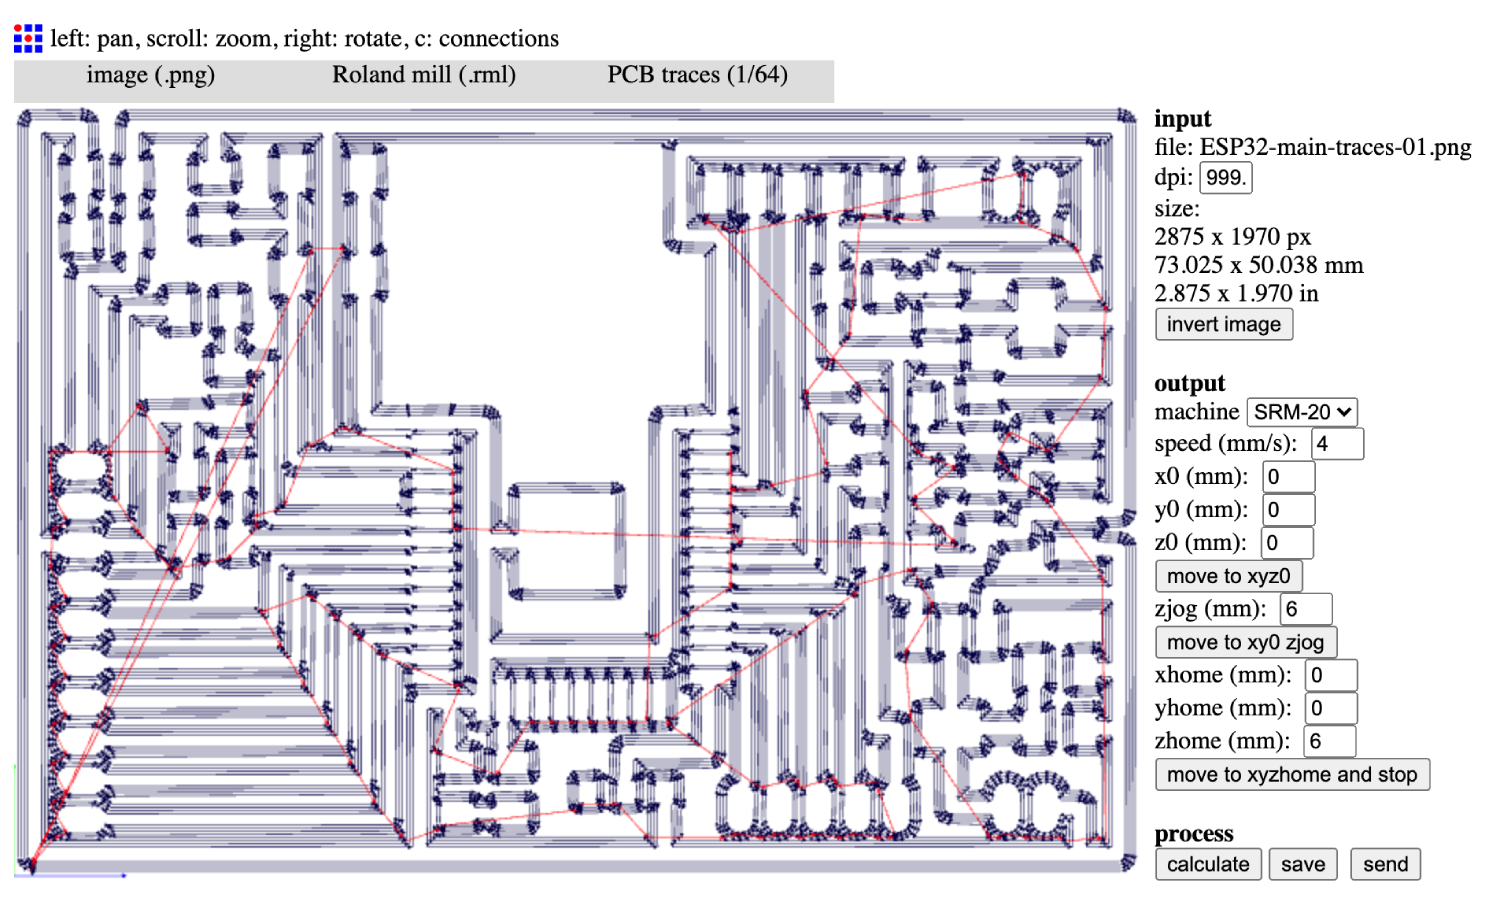 left: pan, scroll: zoom, right: rotate, c: connections
image (.png) Roland mill (.rml) PCB traces (1/64)
input
file: ESP32-main-traces-01.png
dpi: 999.
size:
2875 x 1970 px
73.025 x 50.038 mm
2.875 x 1.970 in
invert image
output
machine SRM-20
speed (mm/s): 4
x0 (mm): 0
y0 (mm): 0
z0 (mm): 0
move to xyz0
zjog (mm): 6
move to xy0 zjog
xhome (mm): 0
yhome (mm): 0
zhome (mm): 6
move to xyzhome and stop
process
calculate save send